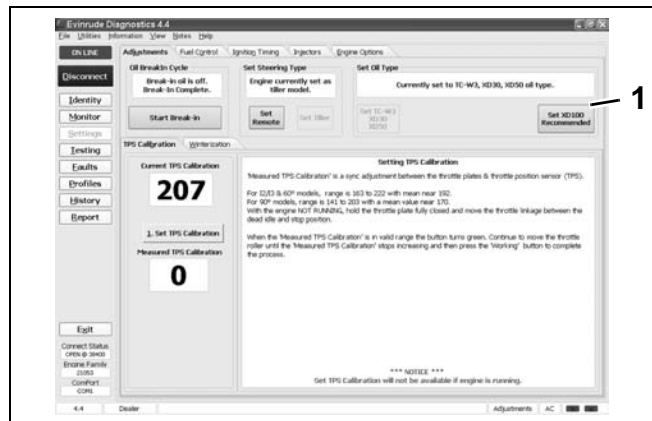 Evinrude Diagnostics 4.4
File Utilities Information View Notes Help
ON LINE
Disconnect
Identity
Monitor
Settings
Testing
Faults
Profiles
History
Report
Exit
Connect Status
OPEN @ 38400
Engine Family
21053
ComPort
COM1
Adjustments Fuel Control Ignition Timing Injectors Engine Options
Oil BreakIn Cycle
Break-in oil is off.
Break-In Complete.
Start Break-in
Set Steering Type
Engine currently set as
tiller model.
Set
Remote
Set Tiller
Set Oil Type
Currently set to TC-W3, XD30, XD50 oil type.
Set TC-W3
XD30
XD50
Set XD100
Recommended
1
TPS Calibration Winterization
Current TPS Calibration
207
1. Set TPS Calibration
Measured TPS Calibration
0
Setting TPS Calibration
'Measured TPS Calibration' is a sync adjustment between the throttle plates & throttle position sensor (TPS).
For I2/I3 & 60º models, range is 163 to 222 with mean near 192.
For 90º models, range is 141 to 203 with a mean value near 170.
With the engine NOT RUNNING, hold the throttle plate fully closed and move the throttle linkage between the
dead idle and stop position.
When the 'Measured TPS Calibration' is in valid range the button turns green. Continue to move the throttle
roller until the 'Measured TPS Calibration' stops increasing and then press the 'Working' button to complete
the process.
*** NOTICE ***
Set TPS Calibration will not be available if engine is running.
4.4 Dealer Adjustments AC